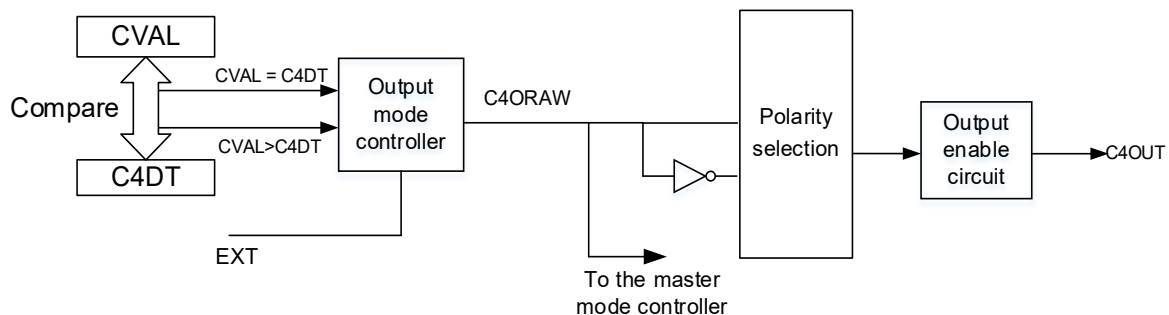 CVAL
Compare
C4DT
CVAL = C4DT
CVAL>C4DT
Output
mode
controller
EXT
C4ORAW
To the master
mode controller
Polarity
selection
Output
enable
circuit
C4OUT